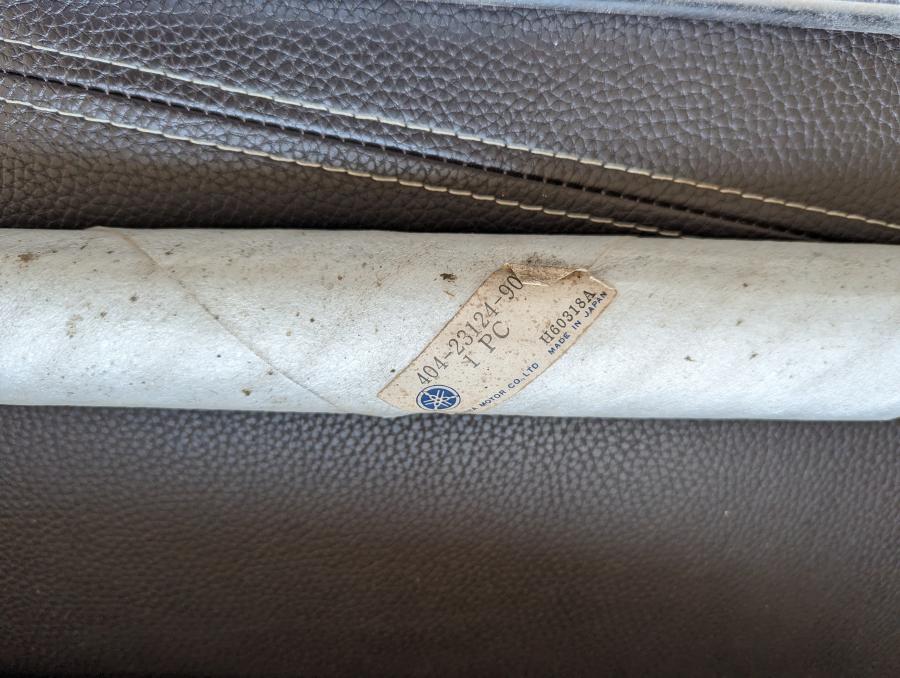 404-23124-90
1 PC
H60318A
MOTOR CO.,LTD MADE IN JAPAN